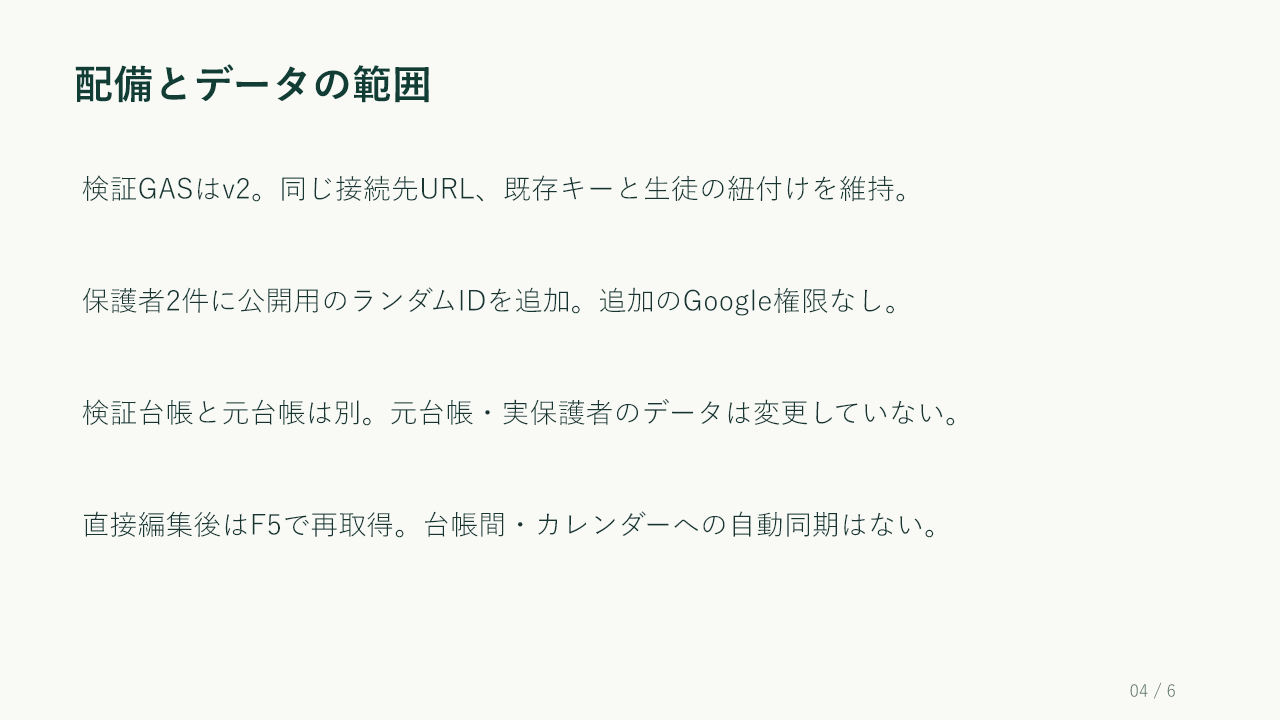 配備とデータの範囲
検証GASはv2。同じ接続先URL、既存キーと生徒の紐付けを維持。
保護者2件に公開用のランダムIDを追加。追加のGoogle権限なし。
検証台帳と元台帳は別。元台帳・実保護者のデータは変更していない。
直接編集後はF5で再取得。台帳間・カレンダーへの自動同期はない。
04 / 6